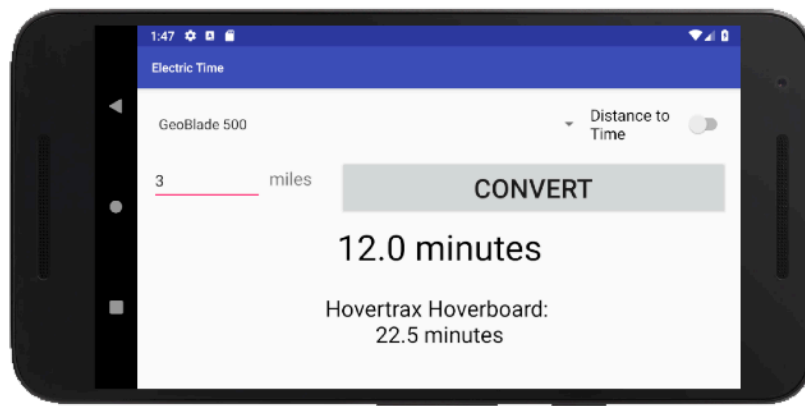 1:47
Electric Time
GeoBlade 500
Distance to
Time
3 miles
CONVERT
12.0 minutes
Hovertrax Hoverboard:
22.5 minutes